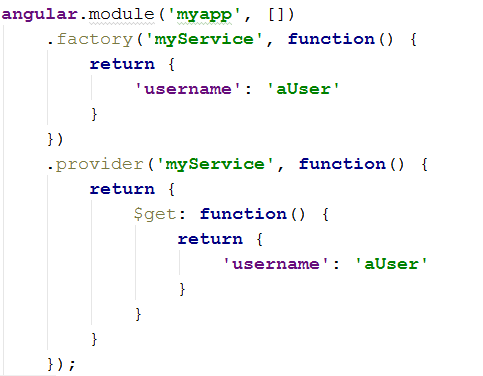 angular.module('myapp', [])
    .factory('myService', function() {
        return {
            'username': 'aUser'
        }
    })
    .provider('myService', function() {
        return {
            $get: function() {
                return {
                    'username': 'aUser'
                }
            }
        }
    });